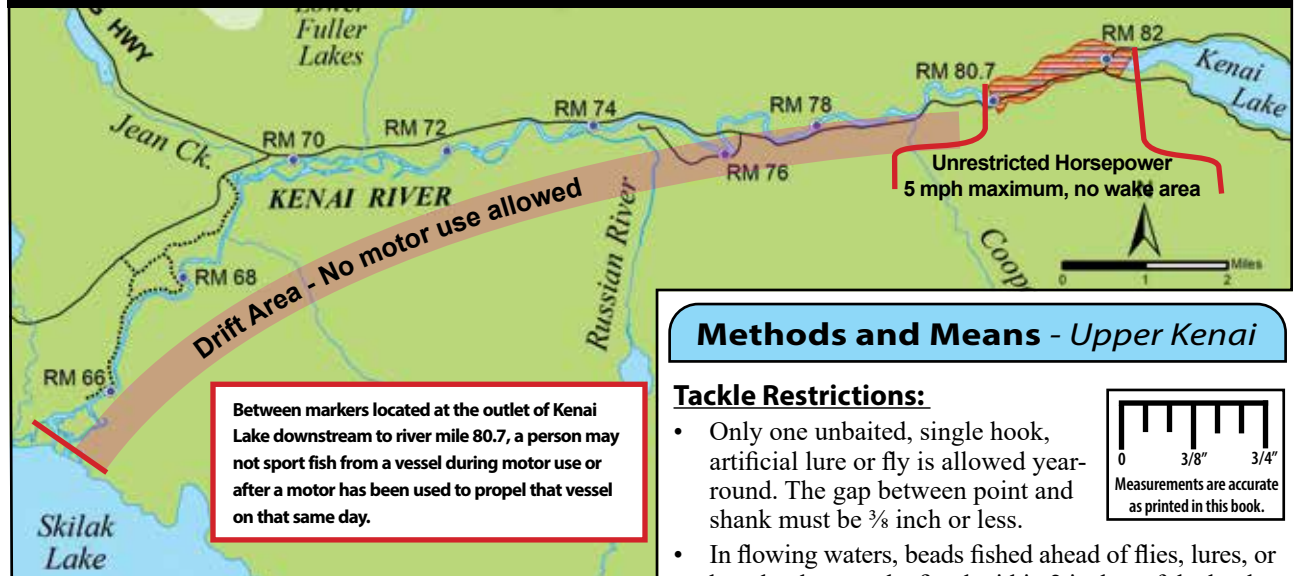 Fuller
Lakes
HWY
RM 82
Kenai
Lake
RM 80.7
RM 78
RM 74
RM 72
RM 70
Jean Ck.
RM 76
KENAI RIVER
Unrestricted Horsepower
5 mph maximum, no wake area
N
Drift Area - No motor use allowed
Russian River
RM 68
0 1 2 Miles
RM 66
Skilak
Lake
Between markers located at the outlet of Kenai
Lake downstream to river mile 80.7, a person may
not sport fish from a vessel during motor use or
after a motor has been used to propel that vessel
on that same day.
Methods and Means - Upper Kenai
Tackle Restrictions:
• Only one unbaited, single hook,
artificial lure or fly is allowed year-
round. The gap between point and
shank must be ⅜ inch or less.
0 3/8" 3/4"
Measurements are accurate
as printed in this book.
• In flowing waters, beads fished ahead of flies, lures, or